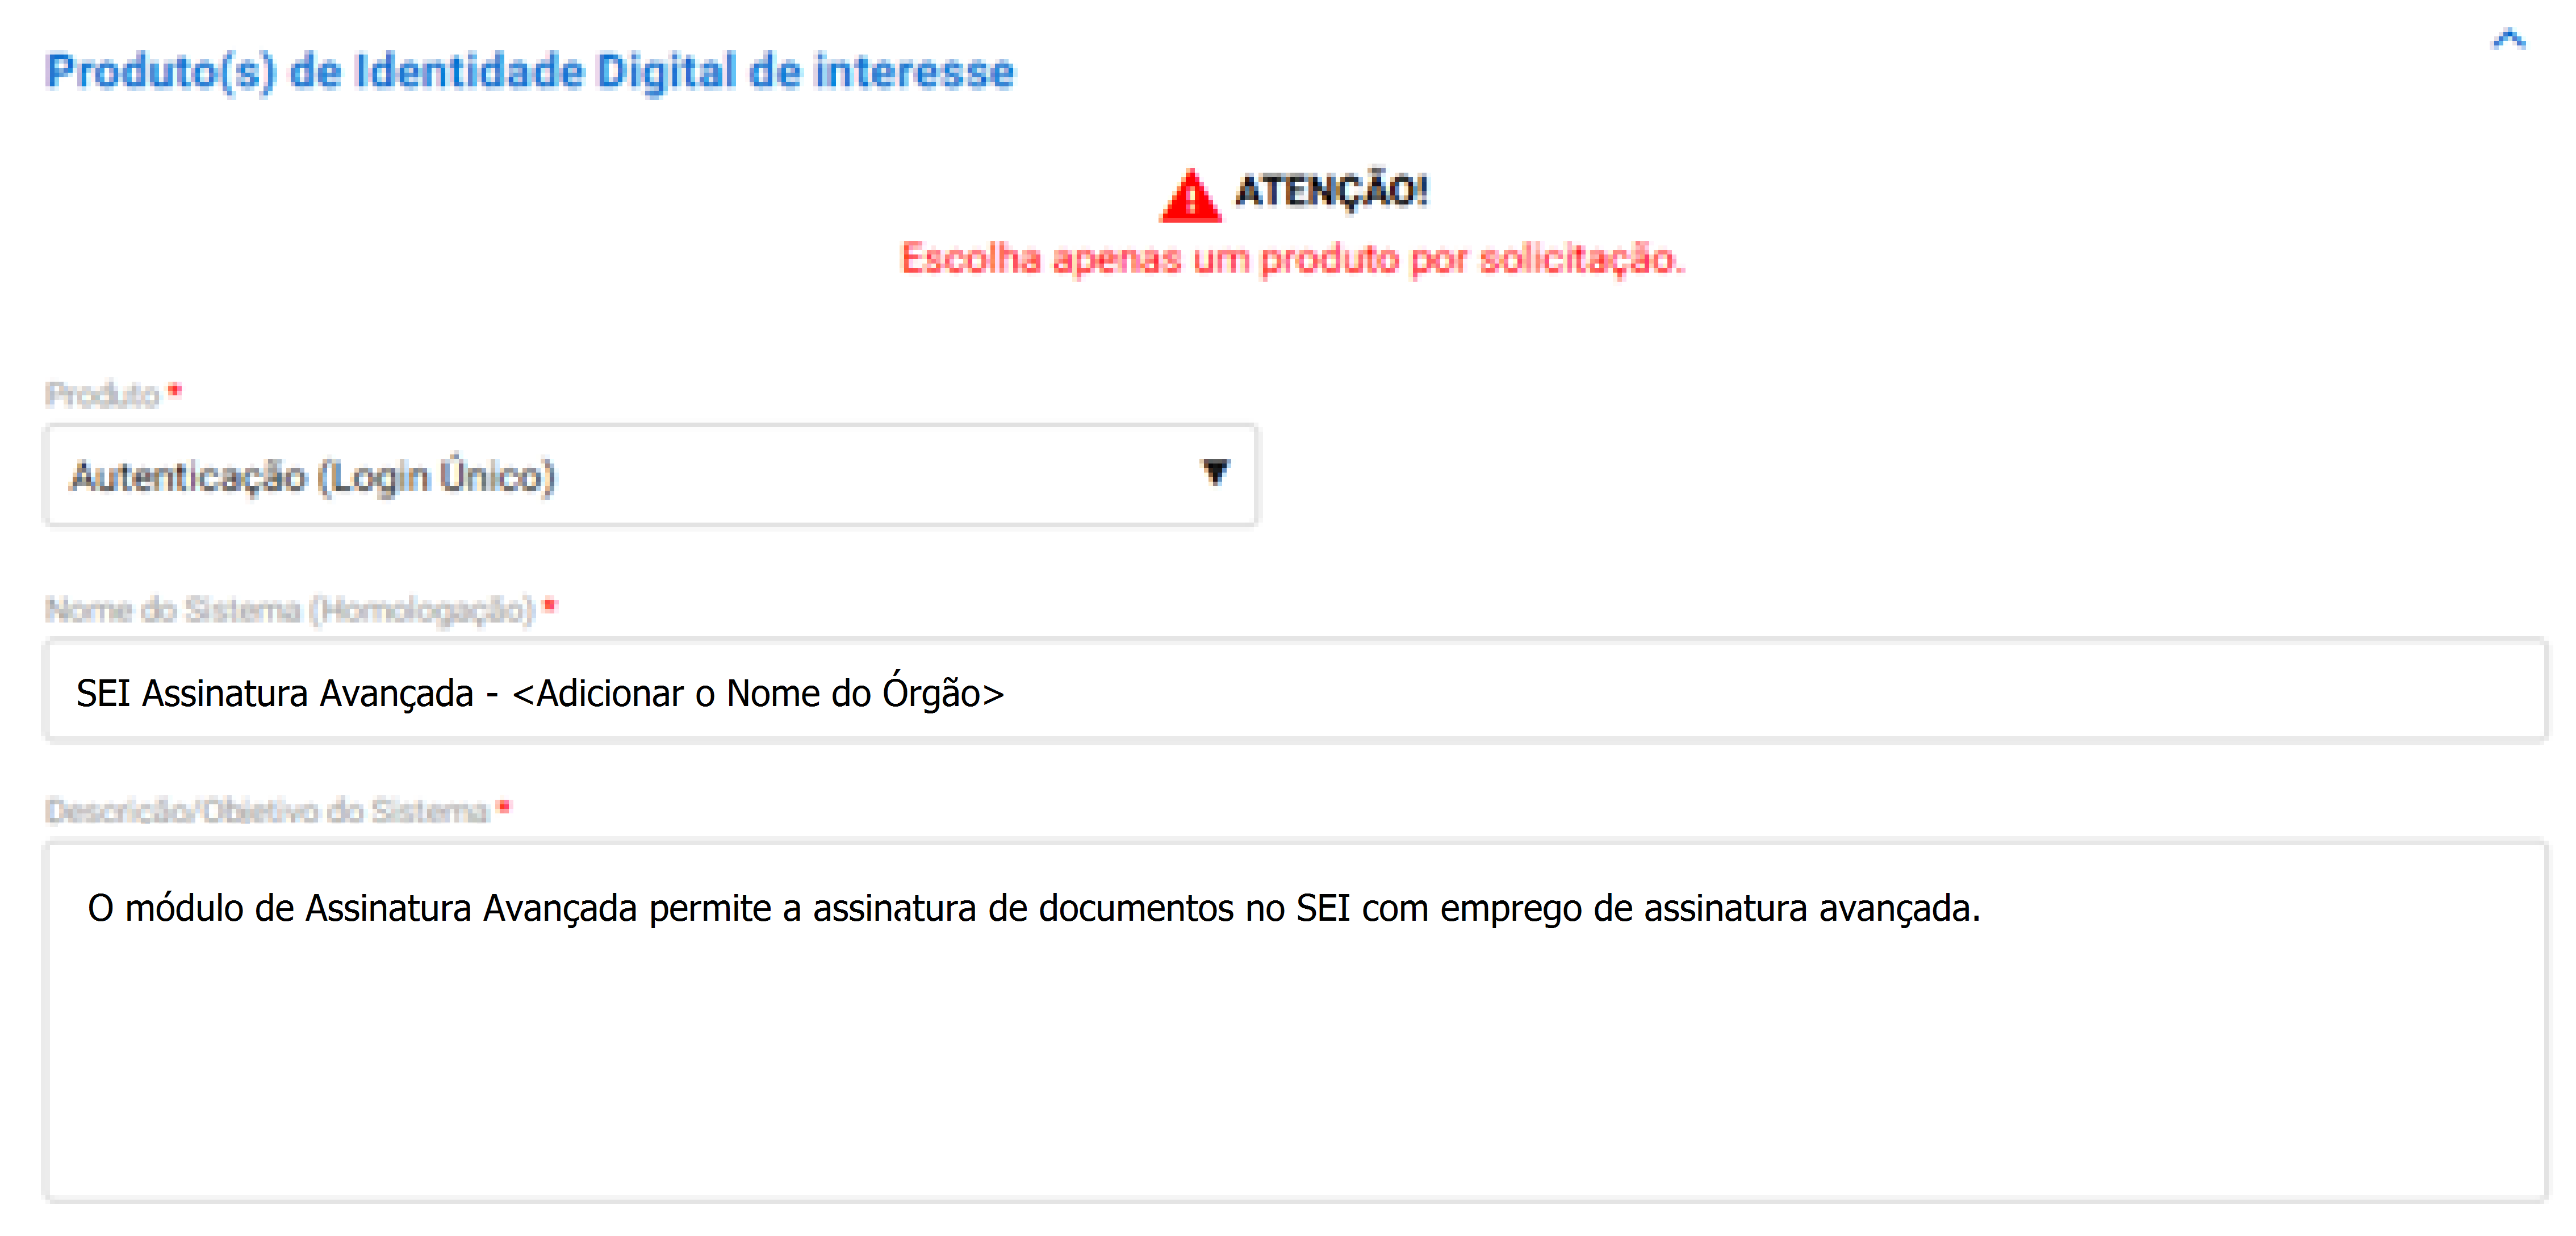 Produto(s) de Identidade Digital de interesse
ATENÇÃO!
Escolha apenas um produto por solicitação.
Produto *
Autenticação (Login Único)
Nome do Sistema (Homologação) *
SEI Assinatura Avançada - <Adicionar o Nome do Órgão>
Descrição/Objetivo do Sistema *
O módulo de Assinatura Avançada permite a assinatura de documentos no SEI com emprego de assinatura avançada.